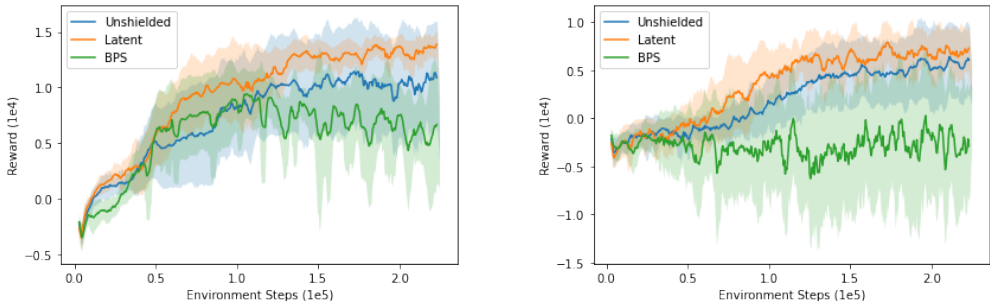 Unshielded
Latent
BPS
1.5
1.0
0.5
0.0
−0.5
Reward (1e4)
0.0 0.5 1.0 1.5 2.0
Environment Steps (1e5)
Unshielded
Latent
BPS
1.0
0.5
0.0
−0.5
−1.0
−1.5
Reward (1e4)
0.0 0.5 1.0 1.5 2.0
Environment Steps (1e5)